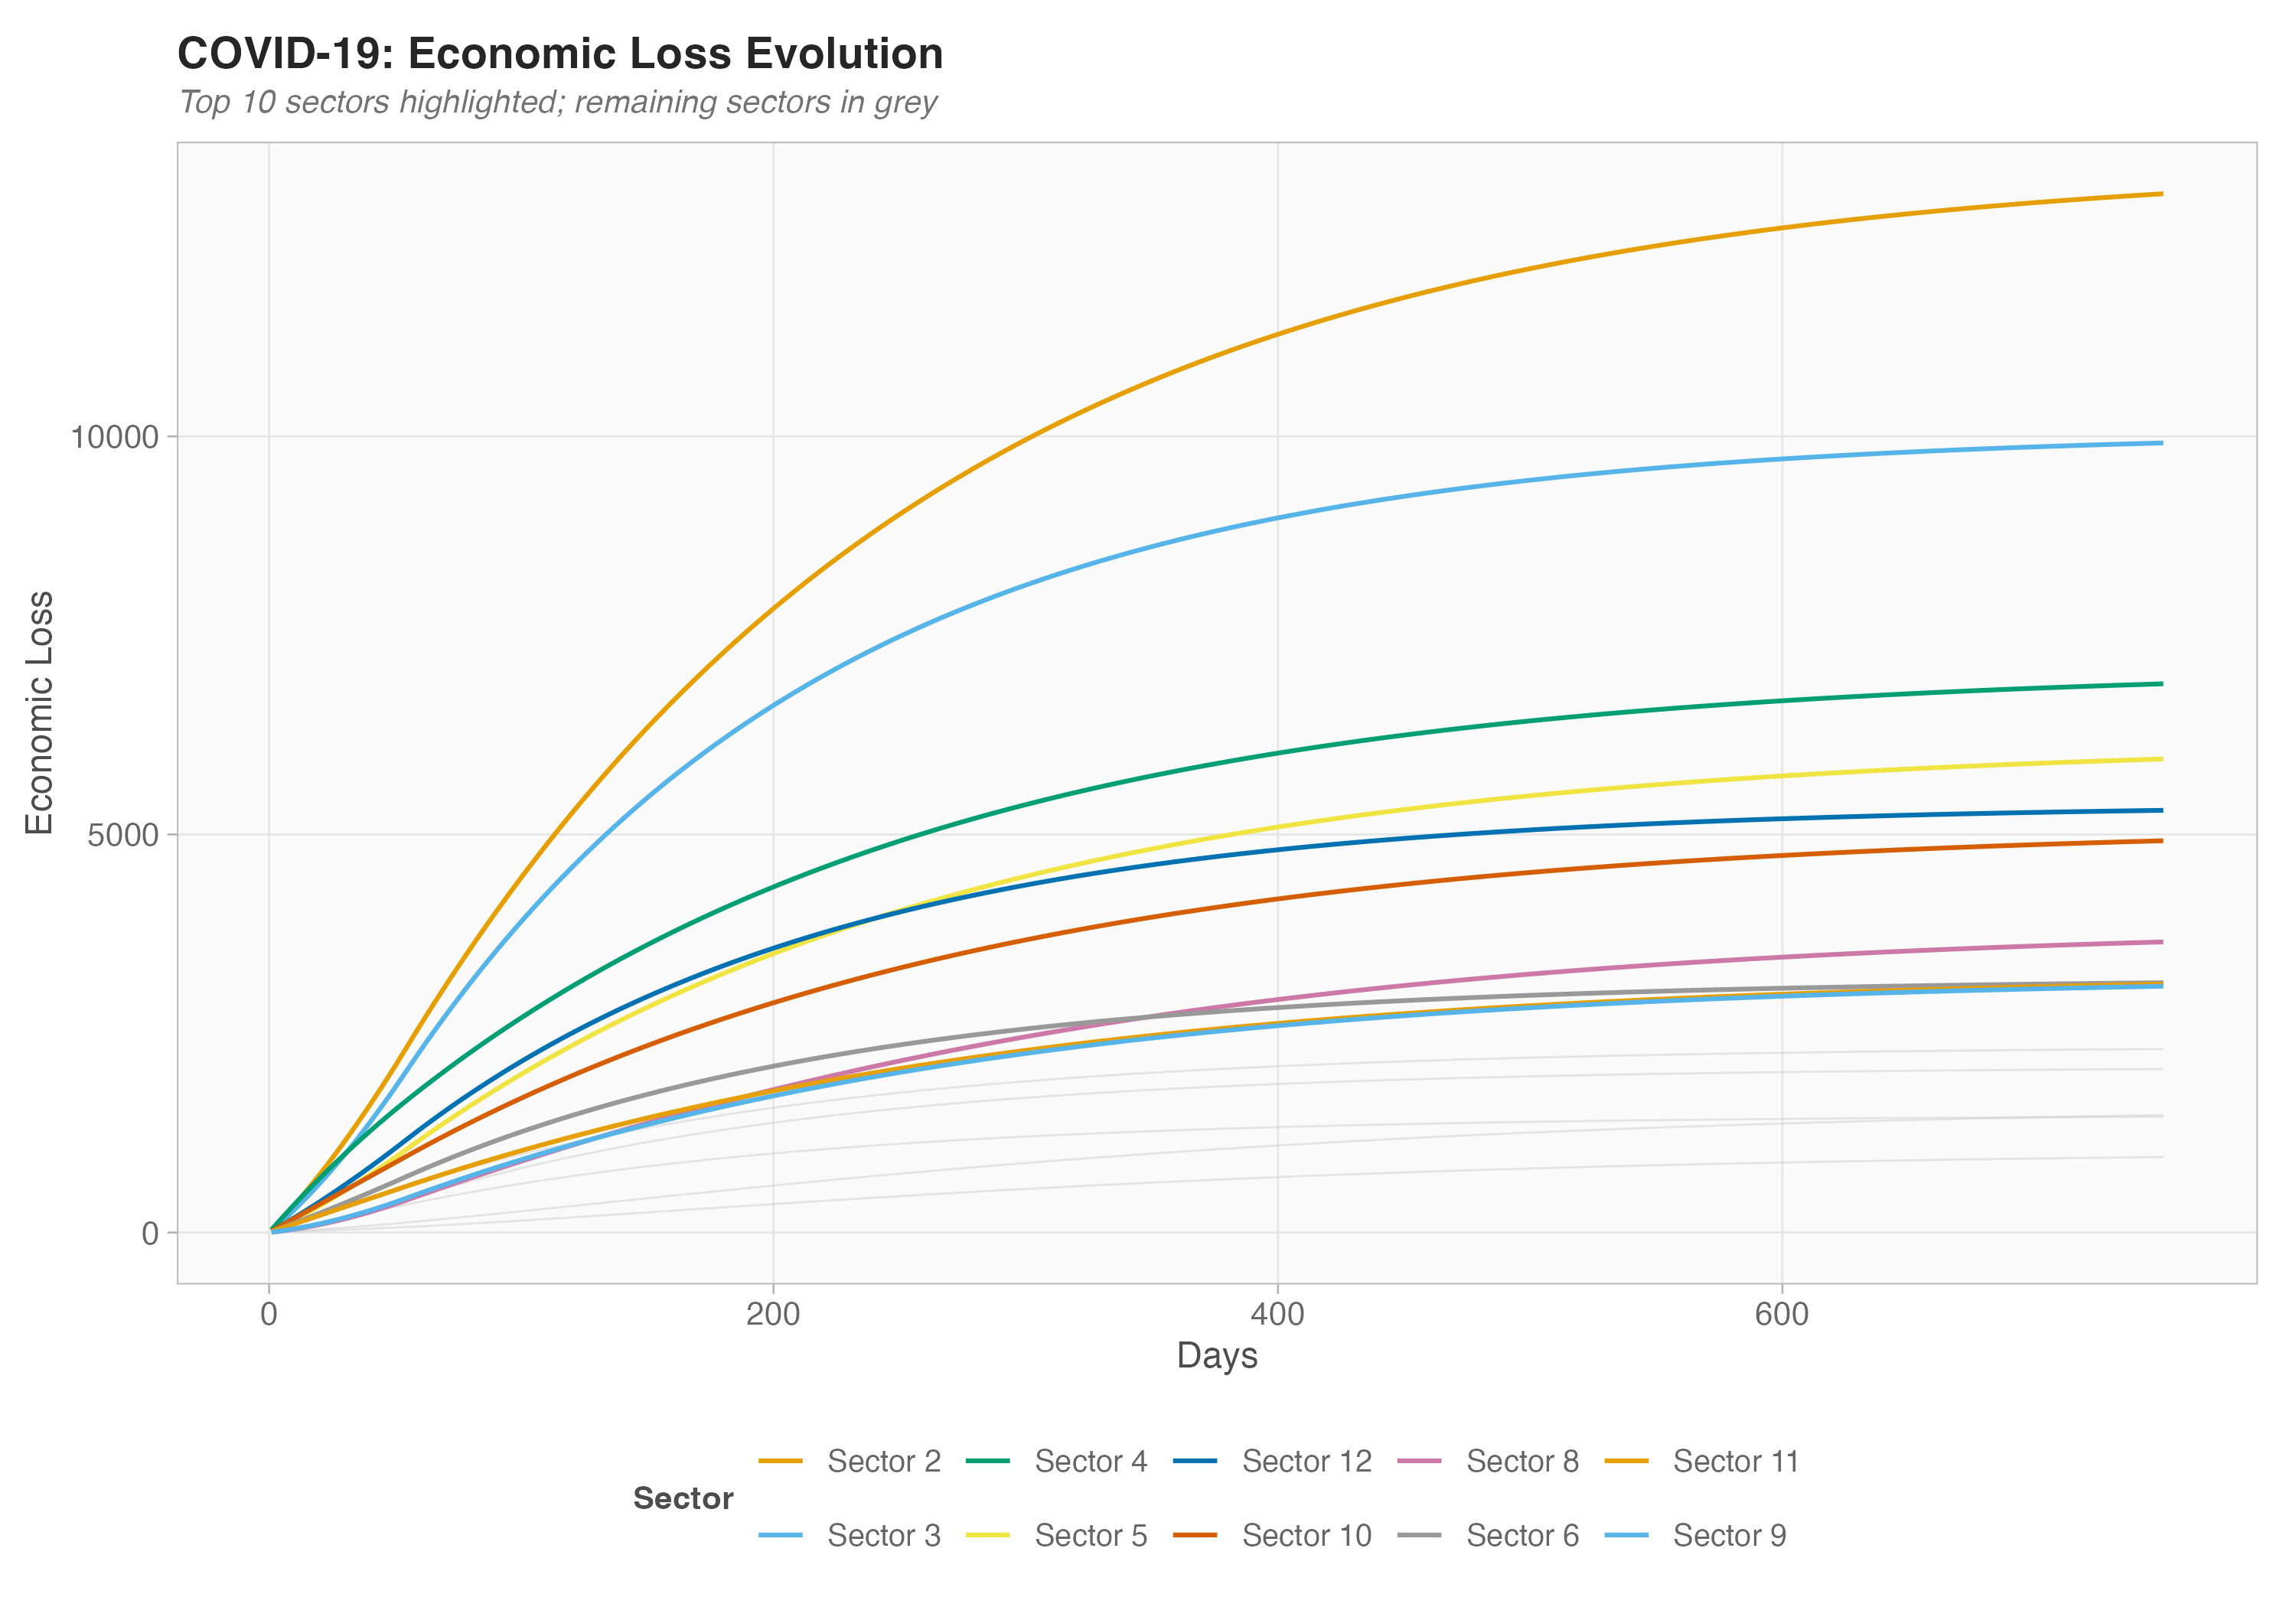 COVID-19: Economic Loss Evolution
Top 10 sectors highlighted; remaining sectors in grey
Economic Loss
10000
5000
0
0 200 400 600
Days
Sector
Sector 2 Sector 4 Sector 12 Sector 8 Sector 11
Sector 3 Sector 5 Sector 10 Sector 6 Sector 9